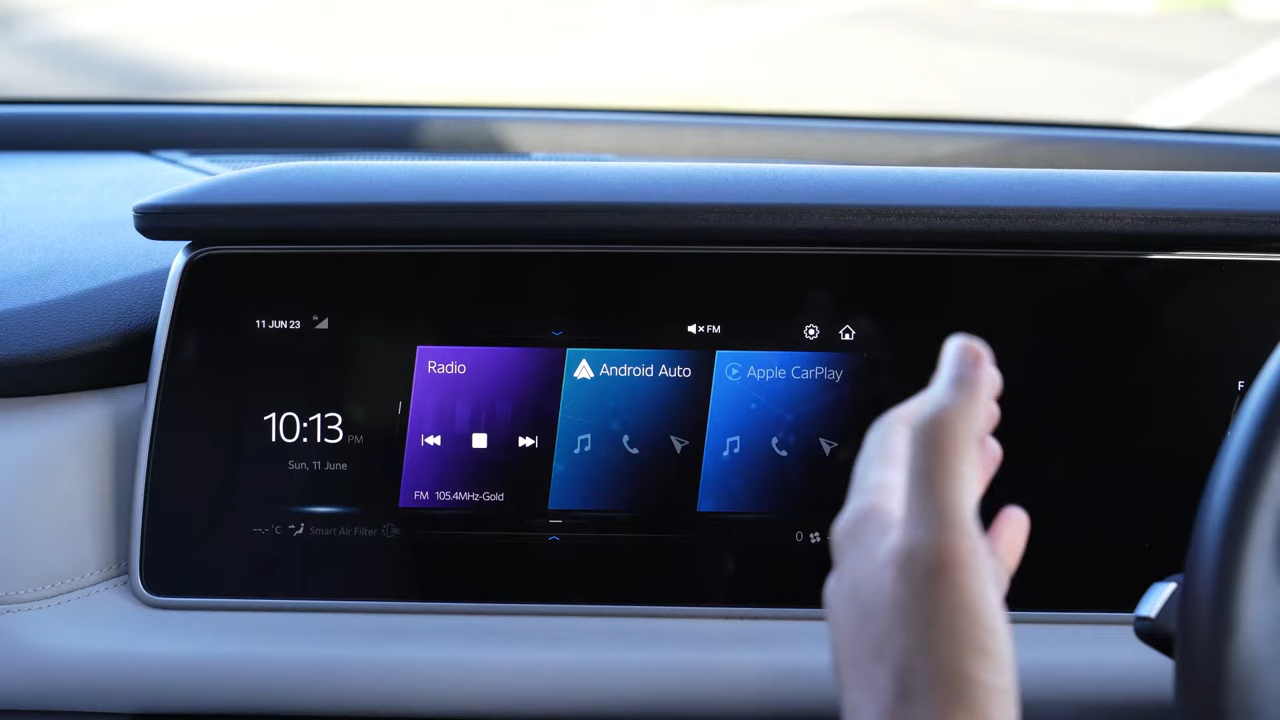 11 JUN 23
FM
Radio
Android Auto
Apple CarPlay
10:13 PM
Sun, 11 June
FM 105.4MHz-Gold
--.- °C
Smart Air Filter
0
F